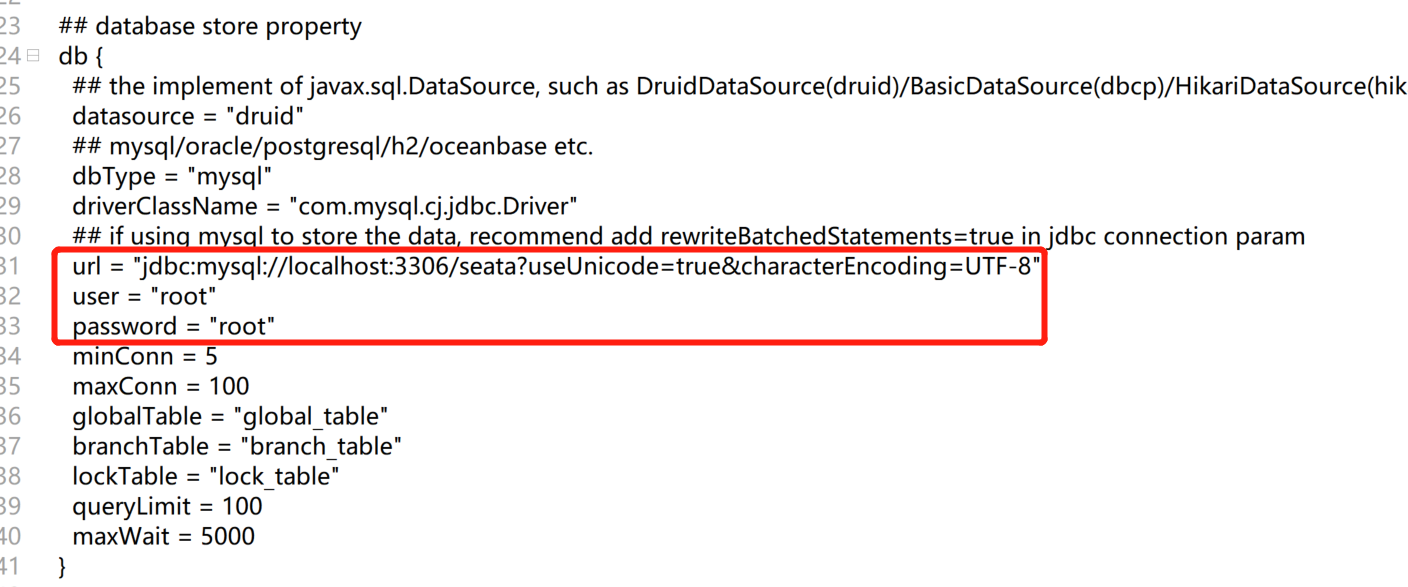 23 ## database store property
24 db {
25 ## the implement of javax.sql.DataSource, such as DruidDataSource(druid)/BasicDataSource(dbcp)/HikariDataSource(hik
26 datasource = "druid"
27 ## mysql/oracle/postgresql/h2/oceanbase etc.
28 dbType = "mysql"
29 driverClassName = "com.mysql.cj.jdbc.Driver"
30 ## if using mysql to store the data, recommend add rewriteBatchedStatements=true in jdbc connection param
31 url = "jdbc:mysql://localhost:3306/seata?useUnicode=true&characterEncoding=UTF-8"
32 user = "root"
33 password = "root"
34 minConn = 5
35 maxConn = 100
36 globalTable = "global_table"
37 branchTable = "branch_table"
38 lockTable = "lock_table"
39 queryLimit = 100
40 maxWait = 5000
41 }